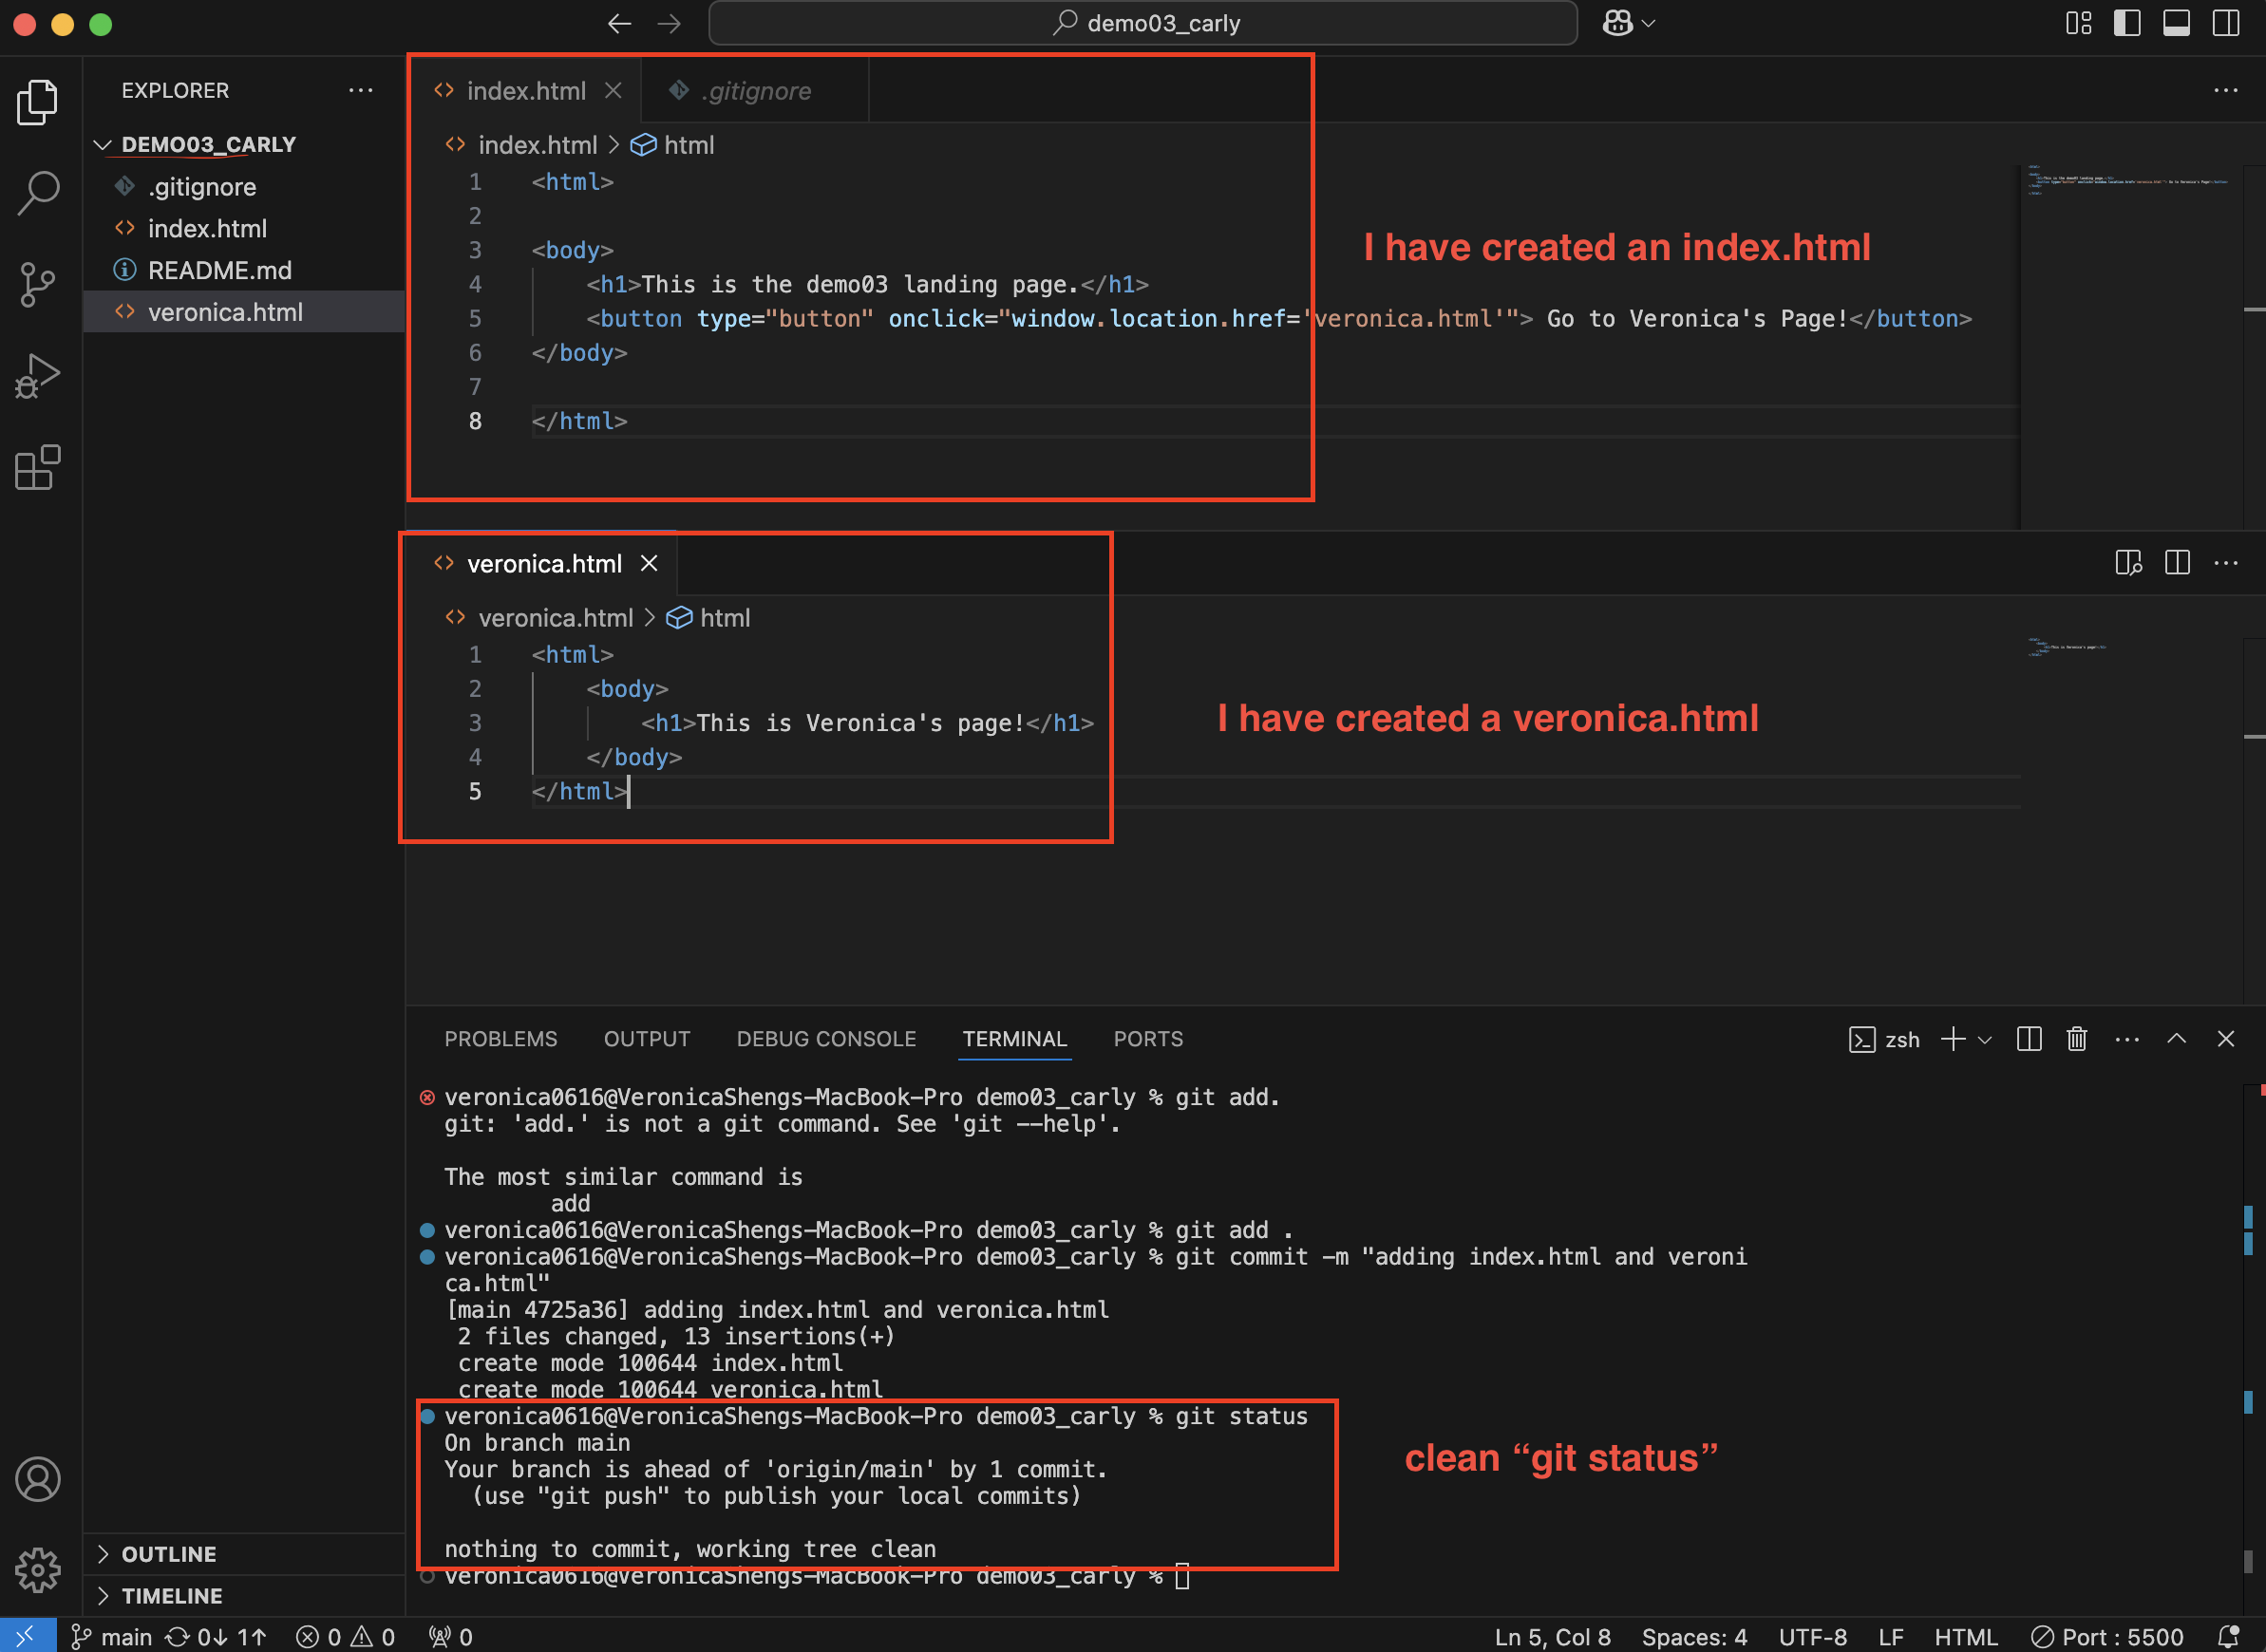 demo03_carly
EXPLORER
DEMO03_CARLY
.gitignore
index.html
README.md
veronica.html
index.html
.gitignore
index.html > html
1 <html>
2
3 <body>
4     <h1>This is the demo03 landing page.</h1>
5     <button type="button" onclick="window.location.href='veronica.html'"> Go to Veronica's Page!</button>
6 </body>
7
8 </html>
I have created an index.html
veronica.html
veronica.html > html
1 <html>
2     <body>
3         <h1>This is Veronica's page!</h1>
4     </body>
5 </html>
I have created a veronica.html
PROBLEMS OUTPUT DEBUG CONSOLE TERMINAL PORTS
zsh
veronica0616@VeronicaShengs-MacBook-Pro demo03_carly % git add.
git: 'add.' is not a git command. See 'git --help'.
The most similar command is
        add
veronica0616@VeronicaShengs-MacBook-Pro demo03_carly % git add .
veronica0616@VeronicaShengs-MacBook-Pro demo03_carly % git commit -m "adding index.html and veroni
ca.html"
[main 4725a36] adding index.html and veronica.html
 2 files changed, 13 insertions(+)
 create mode 100644 index.html
 create mode 100644 veronica.html
veronica0616@VeronicaShengs-MacBook-Pro demo03_carly % git status
On branch main
Your branch is ahead of 'origin/main' by 1 commit.
  (use "git push" to publish your local commits)
nothing to commit, working tree clean
veronica0616@VeronicaShengs-MacBook-Pro demo03_carly %
clean “git status”
OUTLINE
TIMELINE
main 0↓ 1↑ 0 0 0
Ln 5, Col 8 Spaces: 4 UTF-8 LF HTML Port : 5500